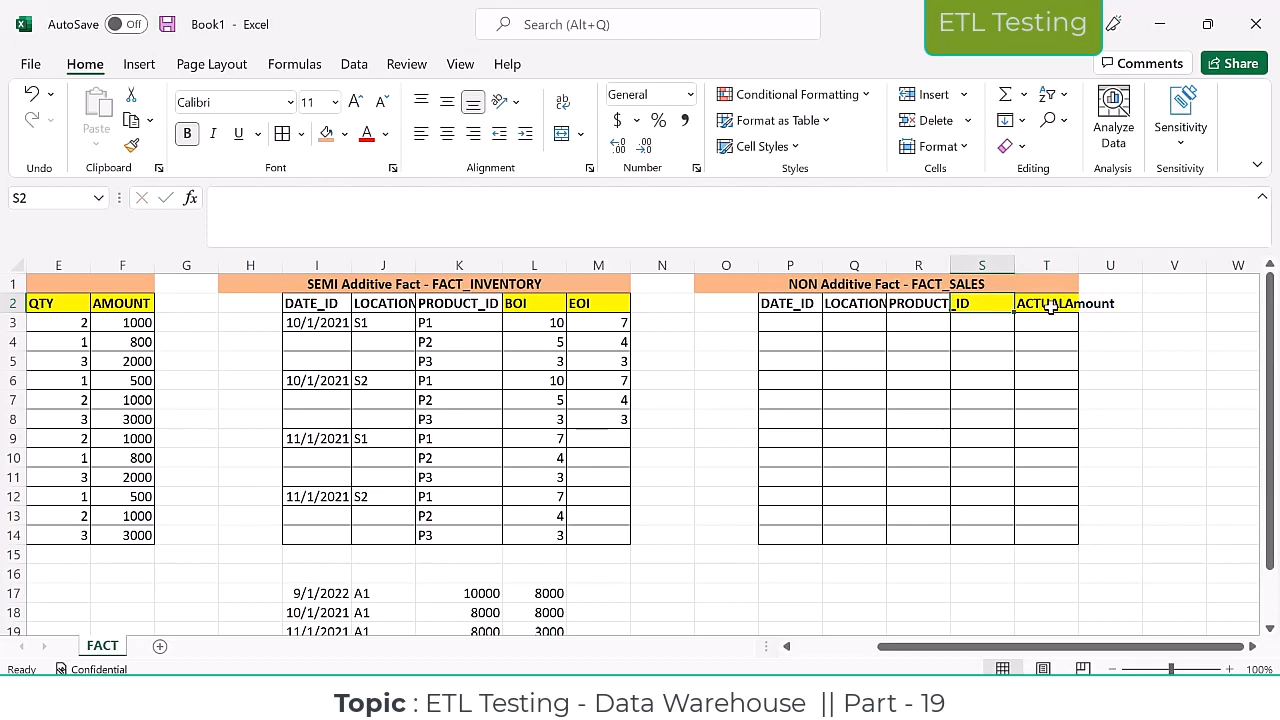 AutoSave Off Book1 - Excel Search (Alt+Q) ETL Testing
File Home Insert Page Layout Formulas Data Review View Help Comments Share
Paste Calibri 11 General Conditional Formatting Insert Analyze Data Sensitivity
Format as Table Delete
Cell Styles Format
Undo Clipboard Font Alignment Number Styles Cells Editing Analysis Sensitivity
S2 fx
E F G H I J K L M N O P Q R S T U V W
1 SEMI Additive Fact - FACT_INVENTORY NON Additive Fact - FACT_SALES
2 QTY AMOUNT DATE_ID LOCATION PRODUCT_ID BOI EOI DATE_ID LOCATION PRODUCT_ID ACTUALAmount
3 2 1000 10/1/2021 S1 P1 10 7
4 1 800 P2 5 4
5 3 2000 P3 3 3
6 1 500 10/1/2021 S2 P1 10 7
7 2 1000 P2 5 4
8 3 3000 P3 3 3
9 2 1000 11/1/2021 S1 P1 7
10 1 800 P2 4
11 3 2000 P3 3
12 1 500 11/1/2021 S2 P1 7
13 2 1000 P2 4
14 3 3000 P3 3
15
16
17 9/1/2022 A1 10000 8000
18 10/1/2021 A1 8000 8000
19 11/1/2021 A1 8000 3000
FACT
Ready Confidential 100%
Topic : ETL Testing - Data Warehouse || Part - 19